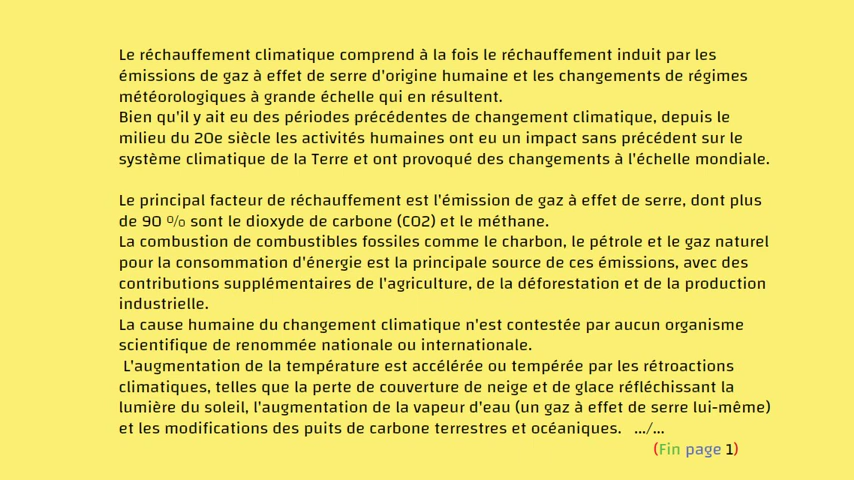 Le réchauffement climatique comprend à la fois le réchauffement induit par les
émissions de gaz à effet de serre d'origine humaine et les changements de régimes
météorologiques à grande échelle qui en résultent.
Bien qu'il y ait eu des périodes précédentes de changement climatique, depuis le
milieu du 20e siècle les activités humaines ont eu un impact sans précédent sur le
système climatique de la Terre et ont provoqué des changements à l'échelle mondiale.

Le principal facteur de réchauffement est l'émission de gaz à effet de serre, dont plus
de 90 % sont le dioxyde de carbone (CO2) et le méthane.
La combustion de combustibles fossiles comme le charbon, le pétrole et le gaz naturel
pour la consommation d'énergie est la principale source de ces émissions, avec des
contributions supplémentaires de l'agriculture, de la déforestation et de la production
industrielle.
La cause humaine du changement climatique n'est contestée par aucun organisme
scientifique de renommée nationale ou internationale.
L'augmentation de la température est accélérée ou tempérée par les rétroactions
climatiques, telles que la perte de couverture de neige et de glace réfléchissant la
lumière du soleil, l'augmentation de la vapeur d'eau (un gaz à effet de serre lui-même)
et les modifications des puits de carbone terrestres et océaniques. .../...
(Fin page 1)